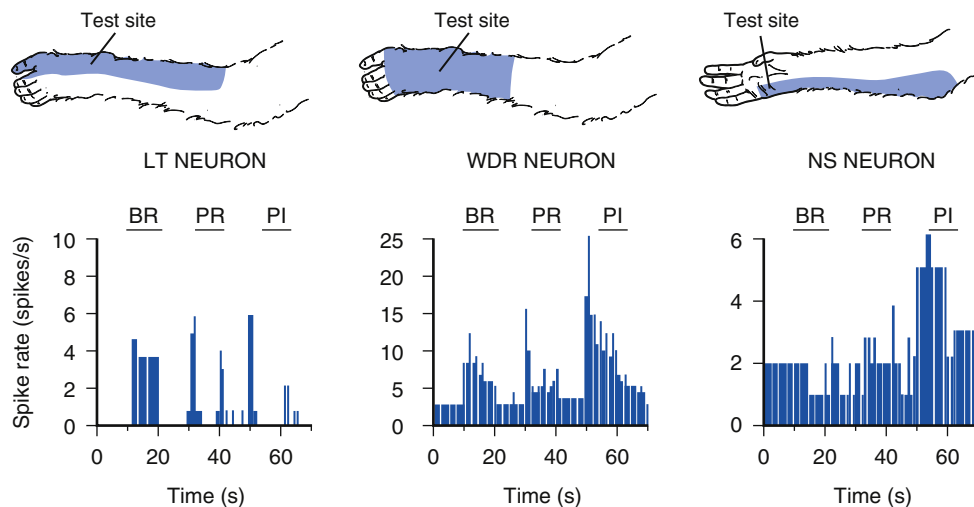 Test site Test site Test site
LT NEURON WDR NEURON NS NEURON
BR PR PI BR PR PI BR PR PI
10 25 6
8 20
6 15 4
4 10 2
2 5
0 0 0
Spike rate (spikes/s)
0 20 40 60 0 20 40 60 0 20 40 60
Time (s) Time (s) Time (s)